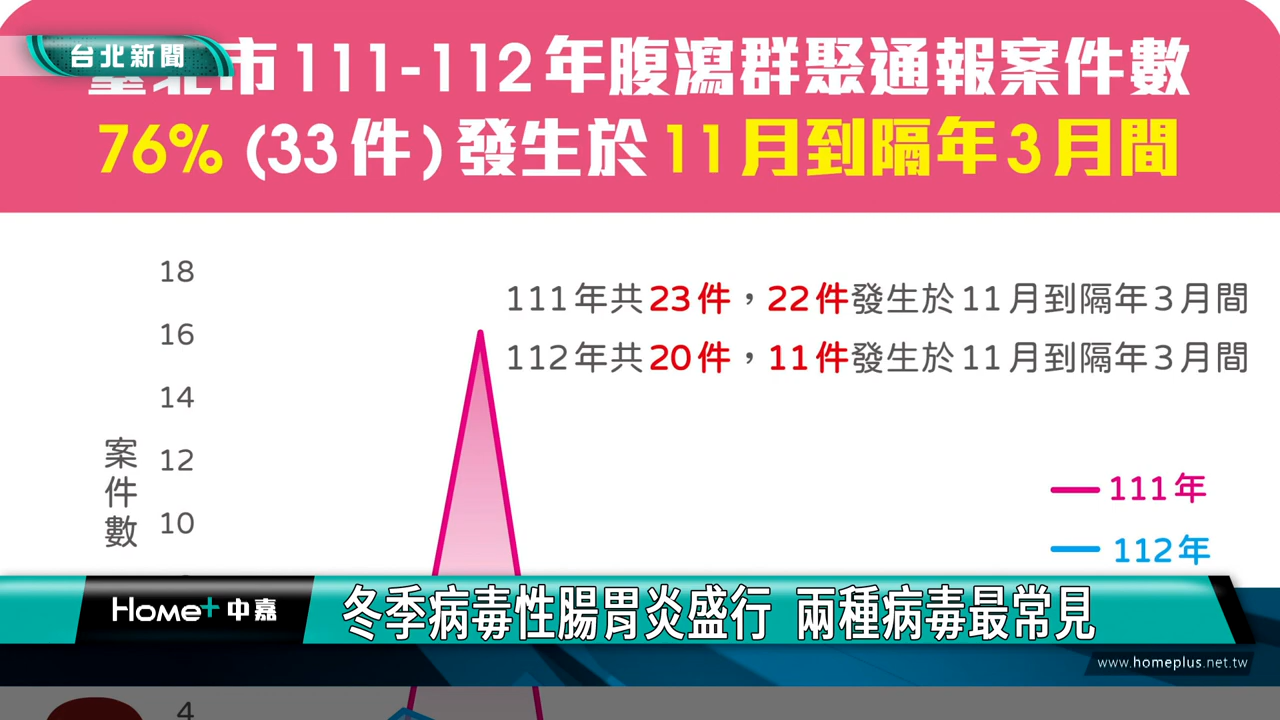 台北新聞
市111-112年腹瀉群聚通報案件數
76% (33件)發生於11月到隔年3月間
18
111年共23件，22件發生於11月到隔年3月間
16
112年共20件，11件發生於11月到隔年3月間
14
案件數
12
10
111年
112年
Home+中嘉
冬季病毒性腸胃炎盛行 兩種病毒最常見
www.homeplus.net.tw
4